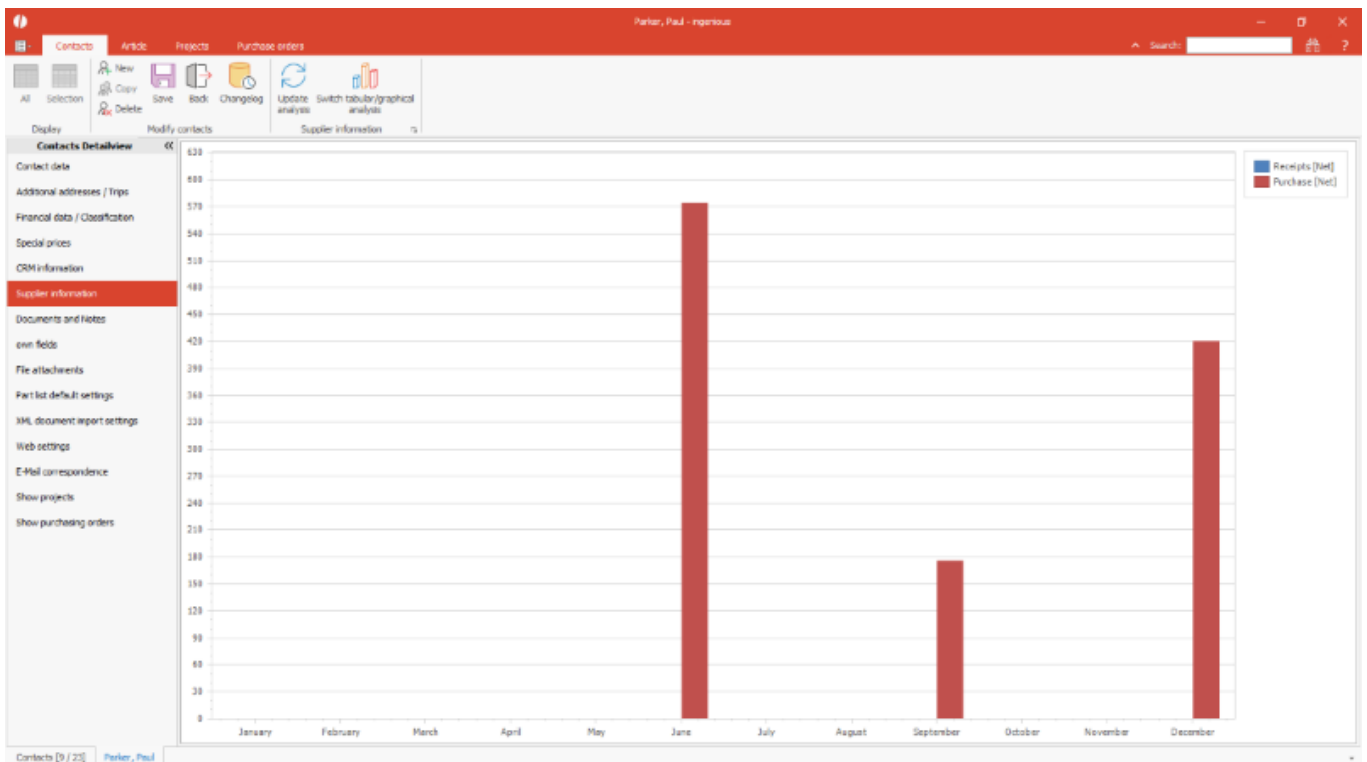 Parker, Paul - ingenious
Contacts Article Projects Purchase orders
Search:
?
All Selection
New
Copy
Delete
Save Back Changelog
Update analysis
Switch tabular/graphical analysis
Display Modify contacts Supplier information
Contacts Detailview
Contact data
Additional addresses / Trips
Financial data / Classification
Special prices
CRM information
Supplier information
Documents and Notes
own fields
File attachments
Part list default settings
XML document import settings
Web settings
E-Mail correspondence
Show projects
Show purchasing orders
630
600
570
540
510
480
450
420
390
360
330
300
270
240
210
180
150
120
90
60
30
0
January February March April May June July August September October November December
Receipts [Net]
Purchase [Net]
Contacts [9 / 23] Parker, Paul